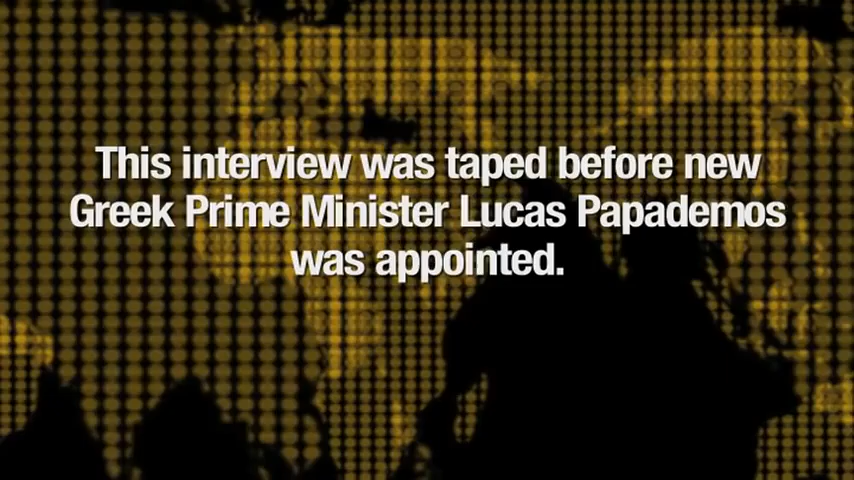 This interview was taped before new
Greek Prime Minister Lucas Papademos
was appointed.